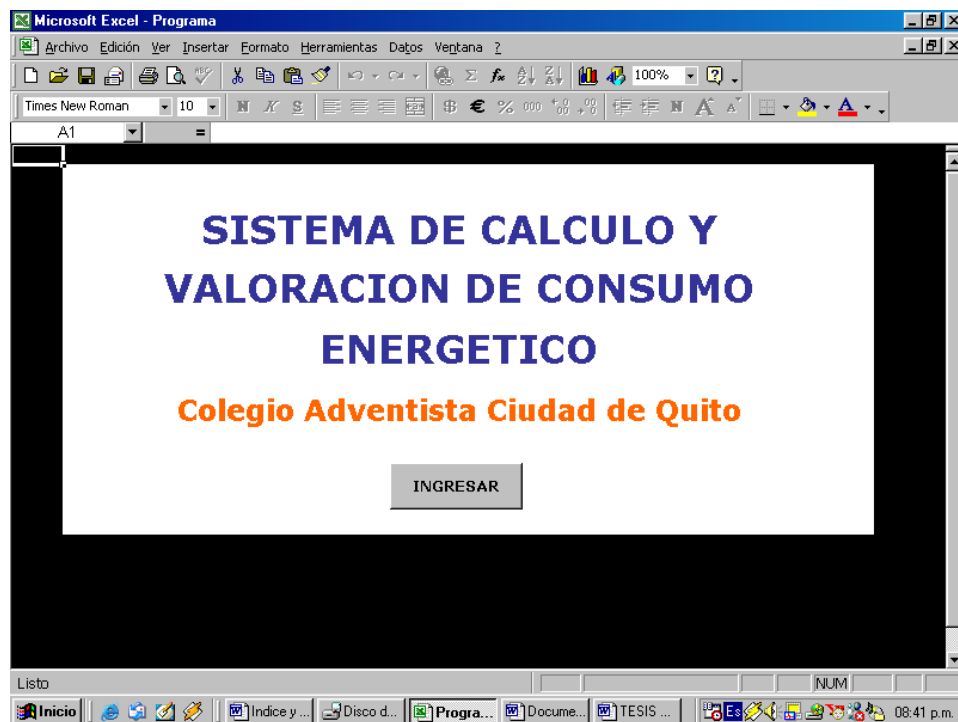 Microsoft Excel - Programa
Archivo Edición Ver Insertar Formato Herramientas Datos Ventana ?
100%
Times New Roman 10 N K S € % 000
A1 =
SISTEMA DE CALCULO Y
VALORACION DE CONSUMO
ENERGETICO
Colegio Adventista Ciudad de Quito
INGRESAR
Listo NUM
Inicio Indice y ... Disco d... Progra... Docume... TESIS ... Es 08:41 p.m.